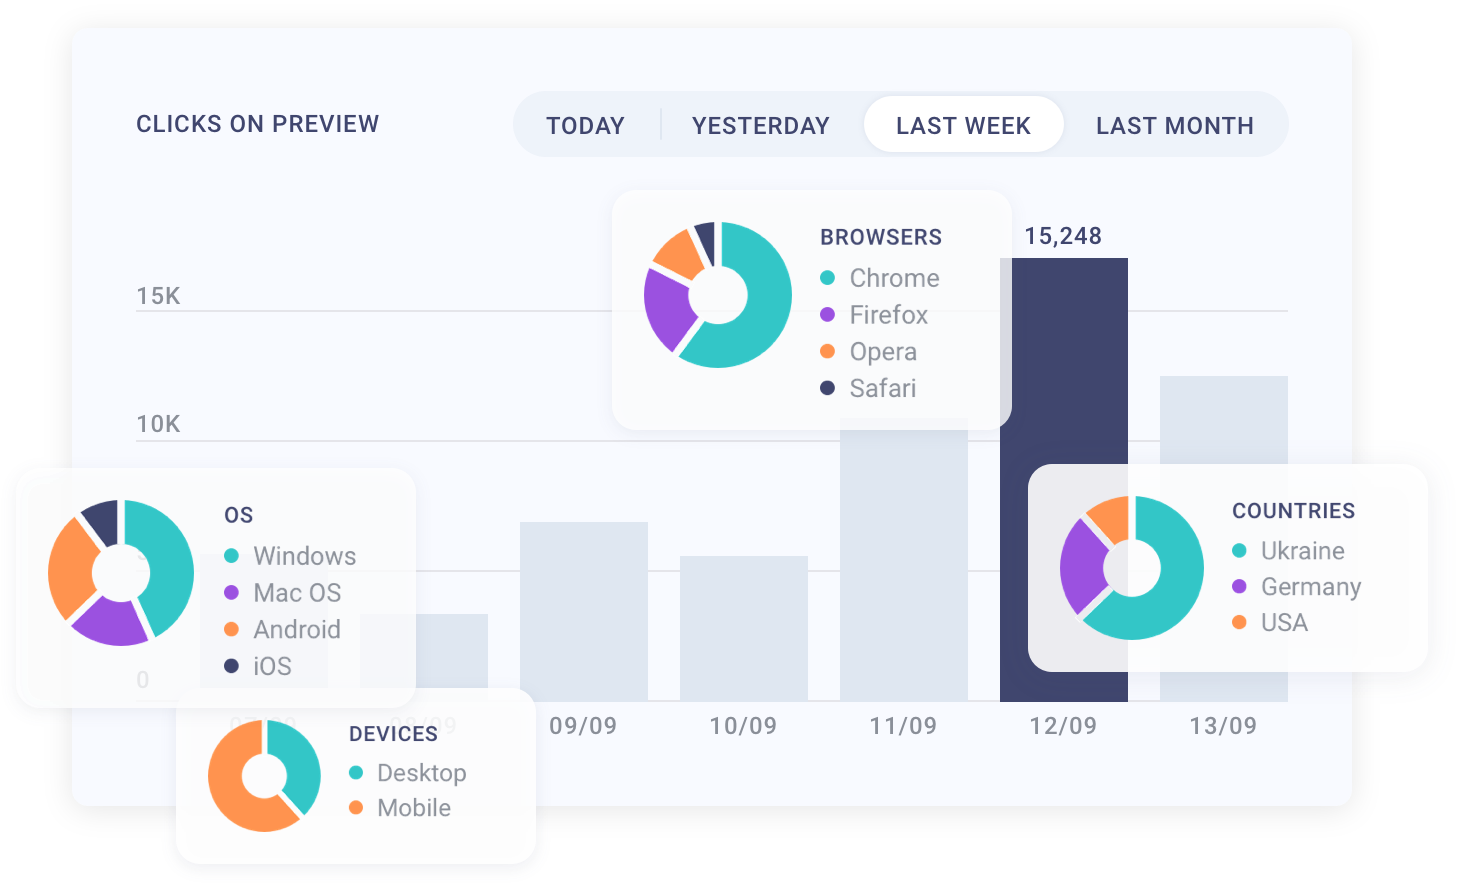 CLICKS ON PREVIEW
TODAY
YESTERDAY
LAST WEEK
LAST MONTH
BROWSERS
Chrome
Firefox
Opera
Safari
15,248
15K
10K
0
OS
Windows
Mac OS
Android
iOS
COUNTRIES
Ukraine
Germany
USA
08/09
09/09
10/09
11/09
12/09
13/09
DEVICES
Desktop
Mobile